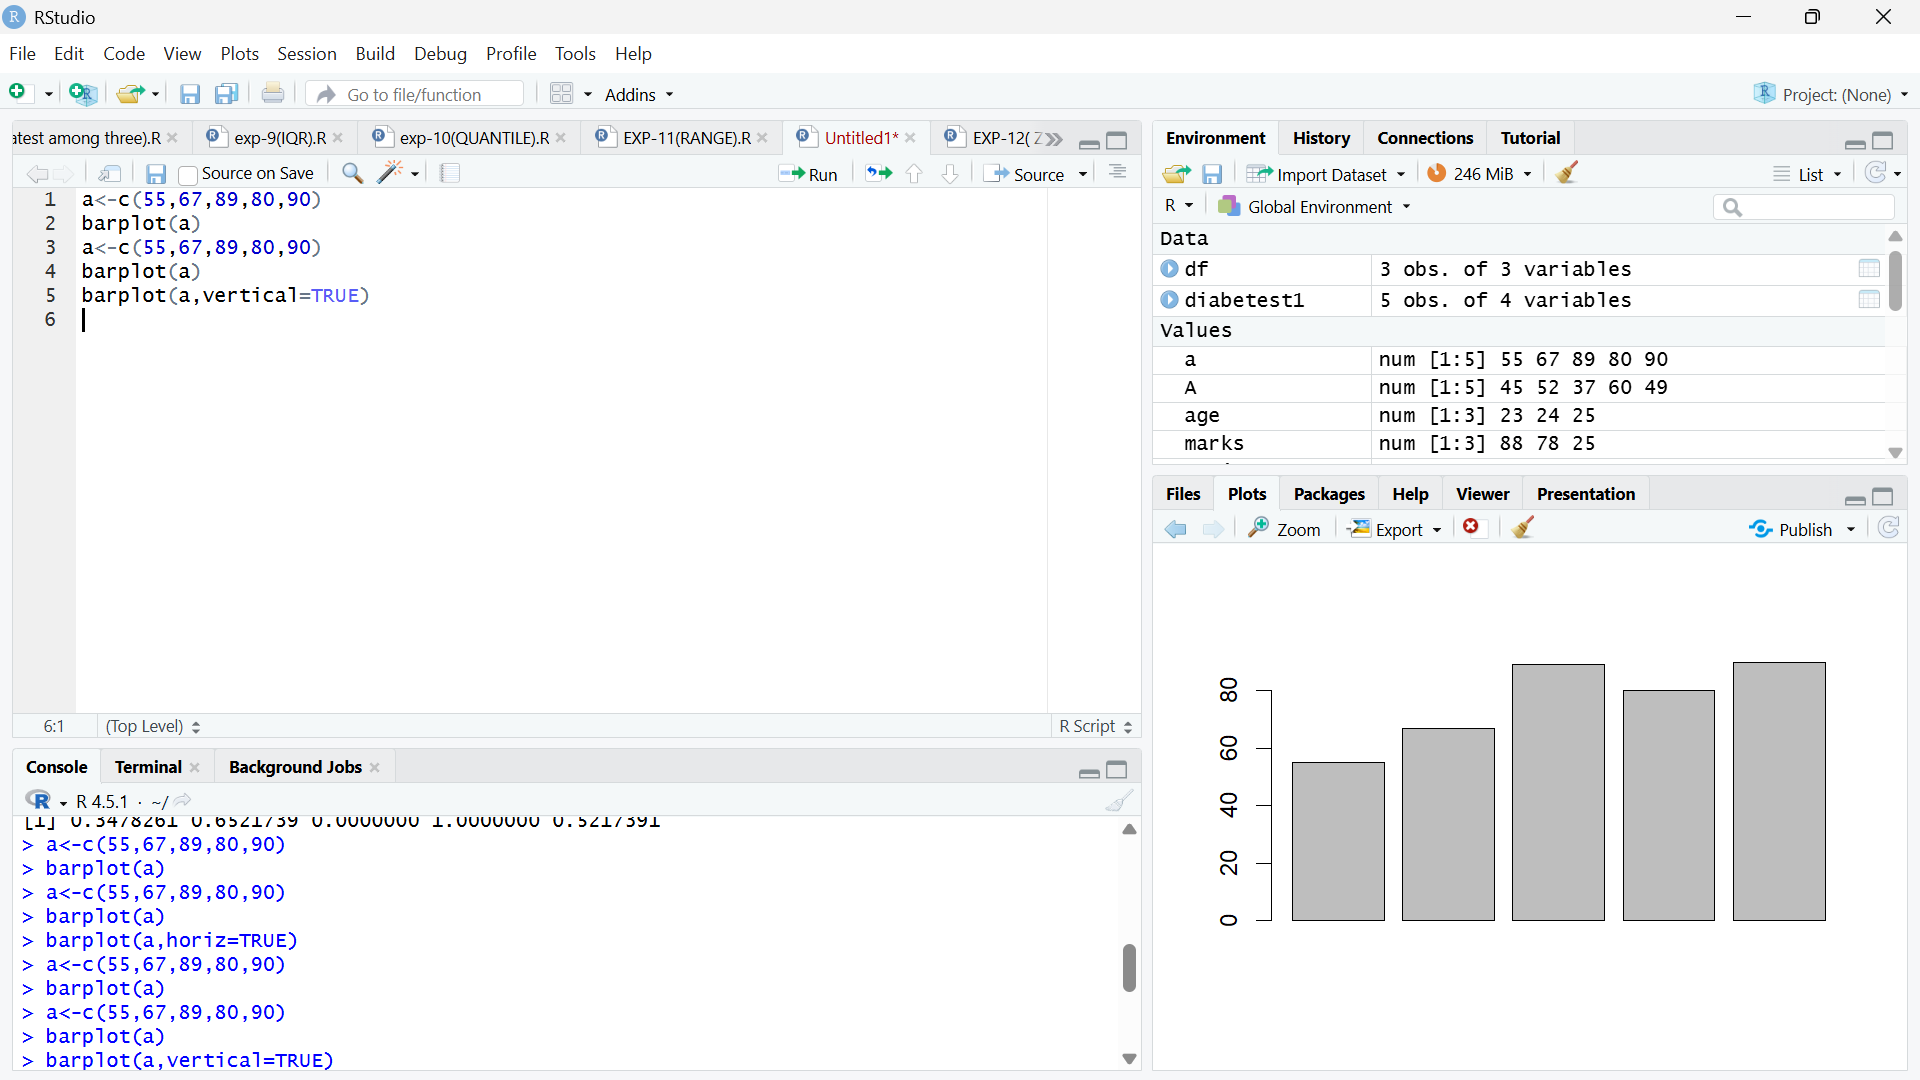 RStudio
File Edit Code View Plots Session Build Debug Profile Tools Help
Go to file/function Addins Project: (None)
atest among three).R exp-9(IQR).R exp-10(QUANTILE).R EXP-11(RANGE).R Untitled1* EXP-12( Z
Source on Save Run Source
1 a<-c(55,67,89,80,90)
2 barplot(a)
3 a<-c(55,67,89,80,90)
4 barplot(a)
5 barplot(a,vertical=TRUE)
6
6:1 (Top Level) R Script
Console Terminal Background Jobs
R 4.5.1 · ~/
[1] 0.3478261 0.6521739 0.0000000 1.0000000 0.5217391
> a<-c(55,67,89,80,90)
> barplot(a)
> a<-c(55,67,89,80,90)
> barplot(a)
> barplot(a,horiz=TRUE)
> a<-c(55,67,89,80,90)
> barplot(a)
> a<-c(55,67,89,80,90)
> barplot(a)
> barplot(a,vertical=TRUE)
Environment History Connections Tutorial
Import Dataset 246 MiB List
R Global Environment
Data
df 3 obs. of 3 variables
diabetest1 5 obs. of 4 variables
Values
a num [1:5] 55 67 89 80 90
A num [1:5] 45 52 37 60 49
age num [1:3] 23 24 25
marks num [1:3] 88 78 25
Files Plots Packages Help Viewer Presentation
Zoom Export Publish
80
60
40
20
0